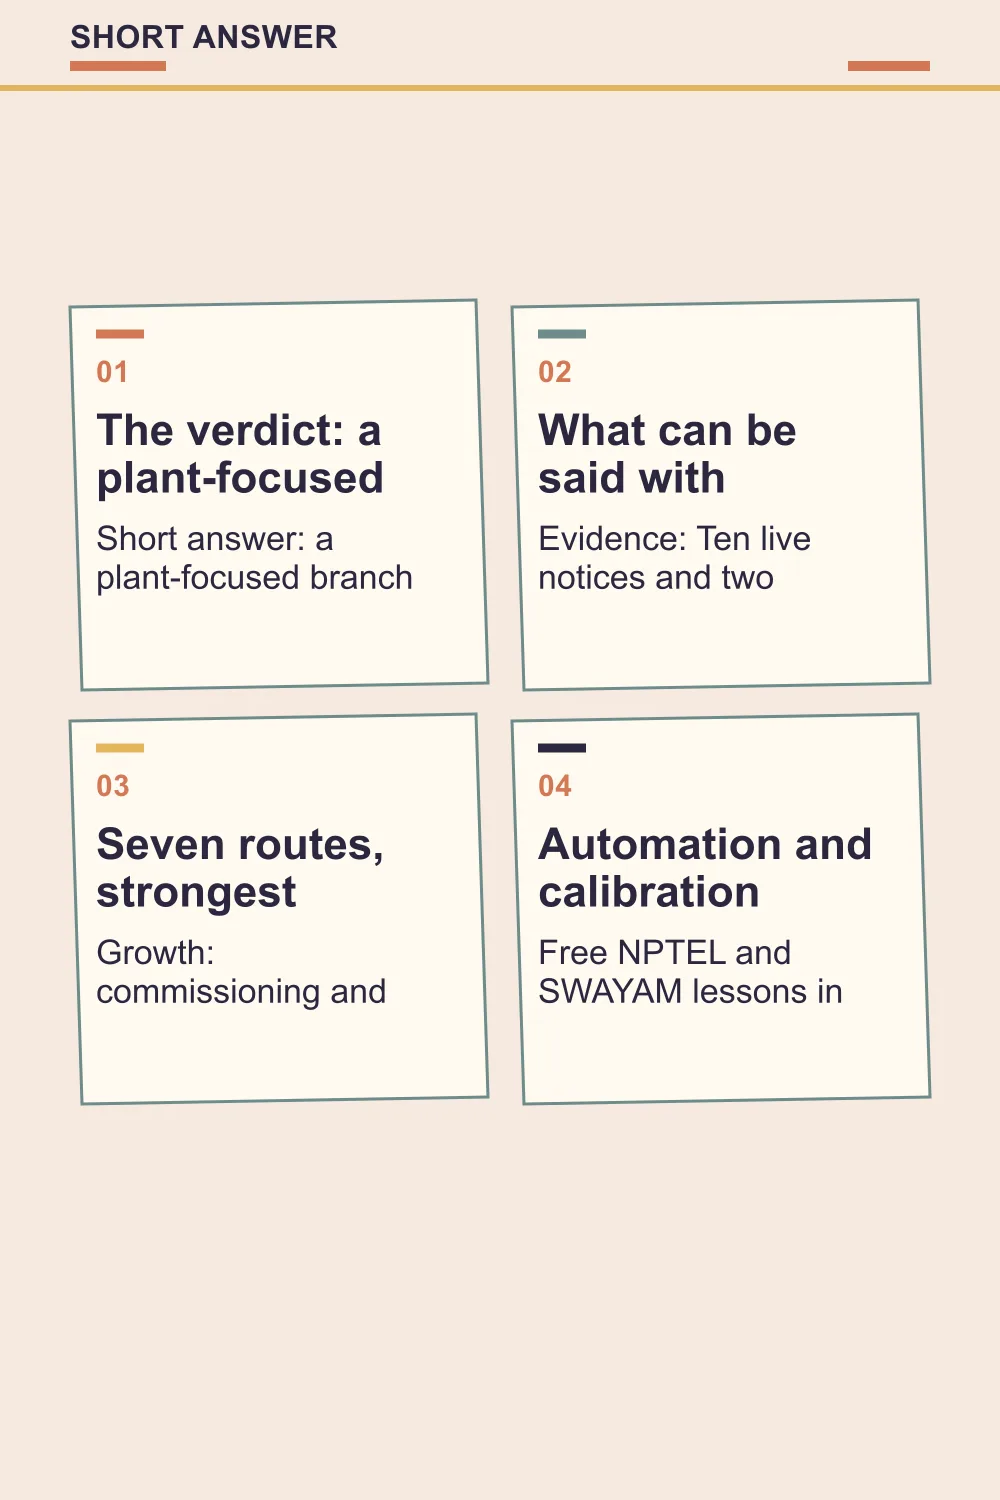 SHORT ANSWER
01
The verdict: a
plant-focused
Short answer: a
plant-focused branch
02
What can be
said with
Evidence: Ten live
notices and two
03
Seven routes,
strongest
Growth:
commissioning and
04
Automation and
calibration
Free NPTEL and
SWAYAM lessons in